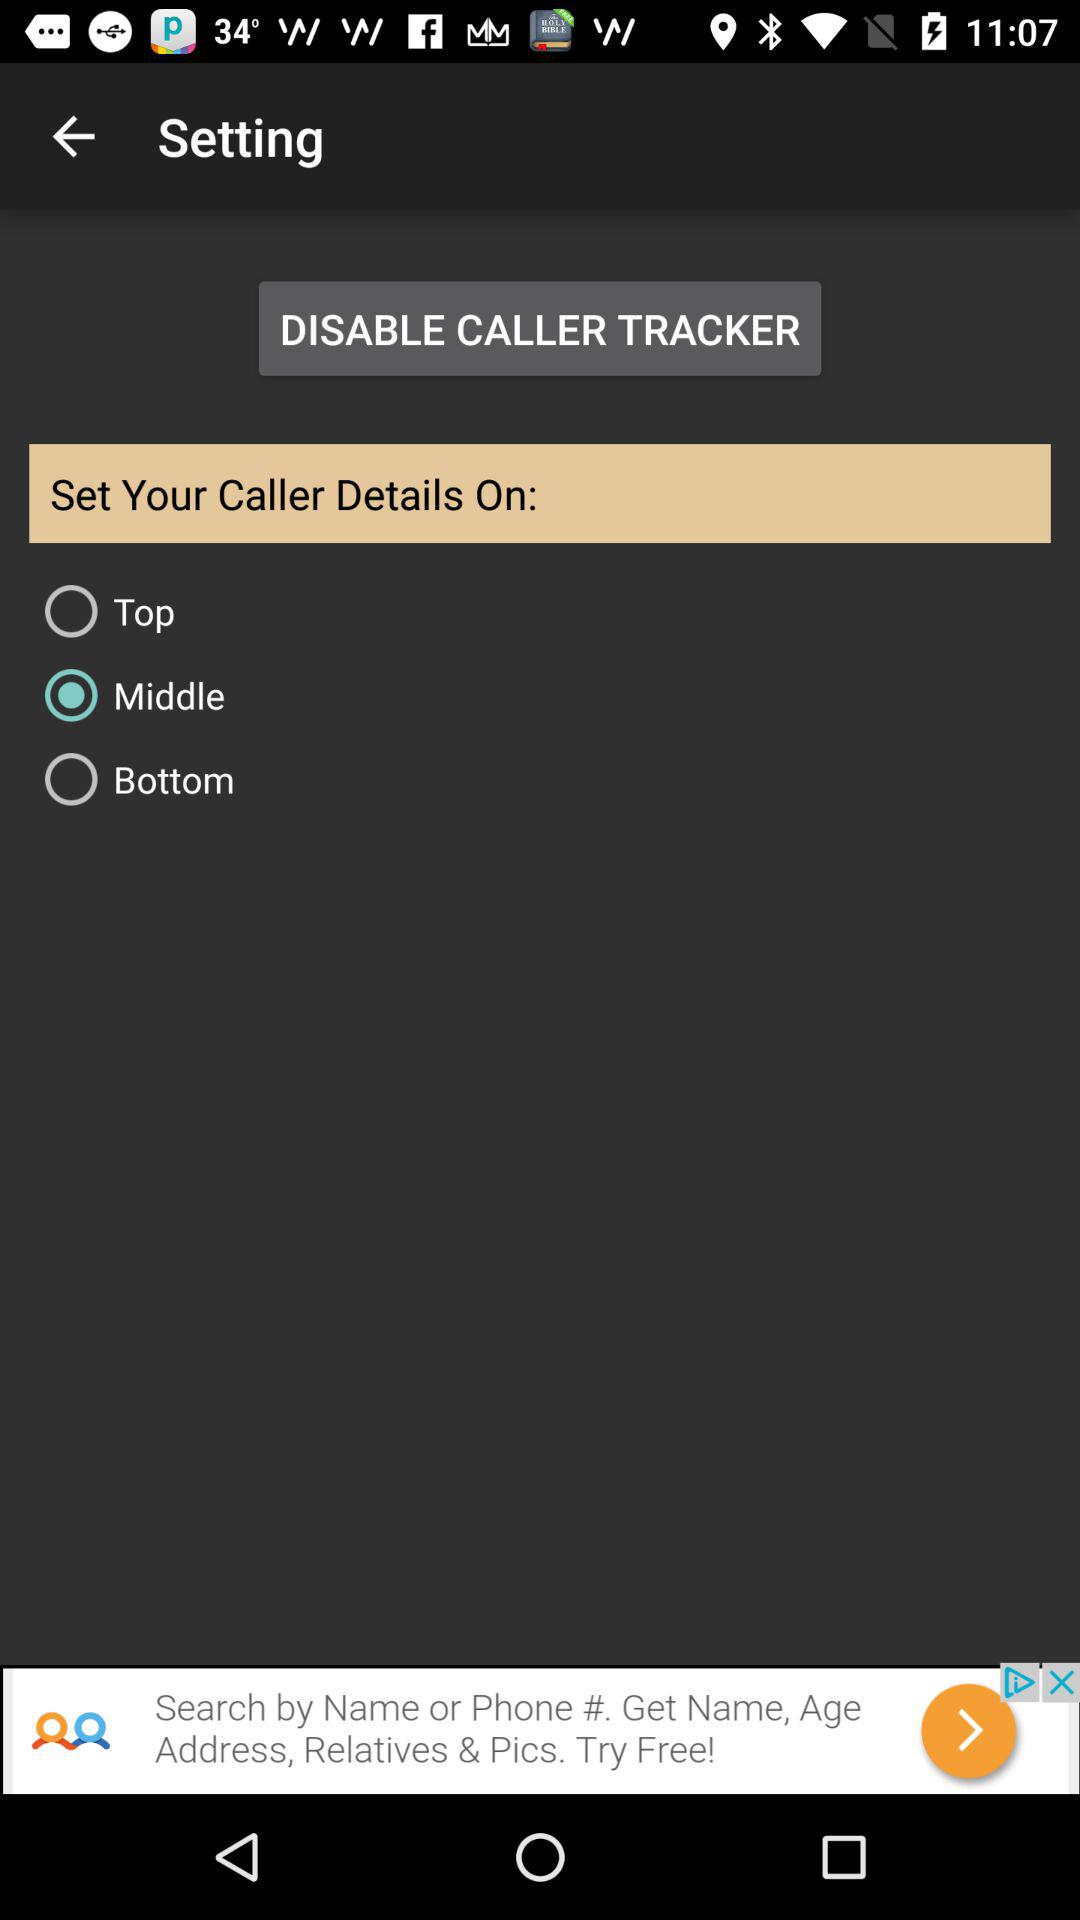 34° 11:07
Setting
DISABLE CALLER TRACKER
Set Your Caller Details On:
Top
Middle
Bottom
Search by Name or Phone #. Get Name, Age
Address, Relatives & Pics. Try Free!